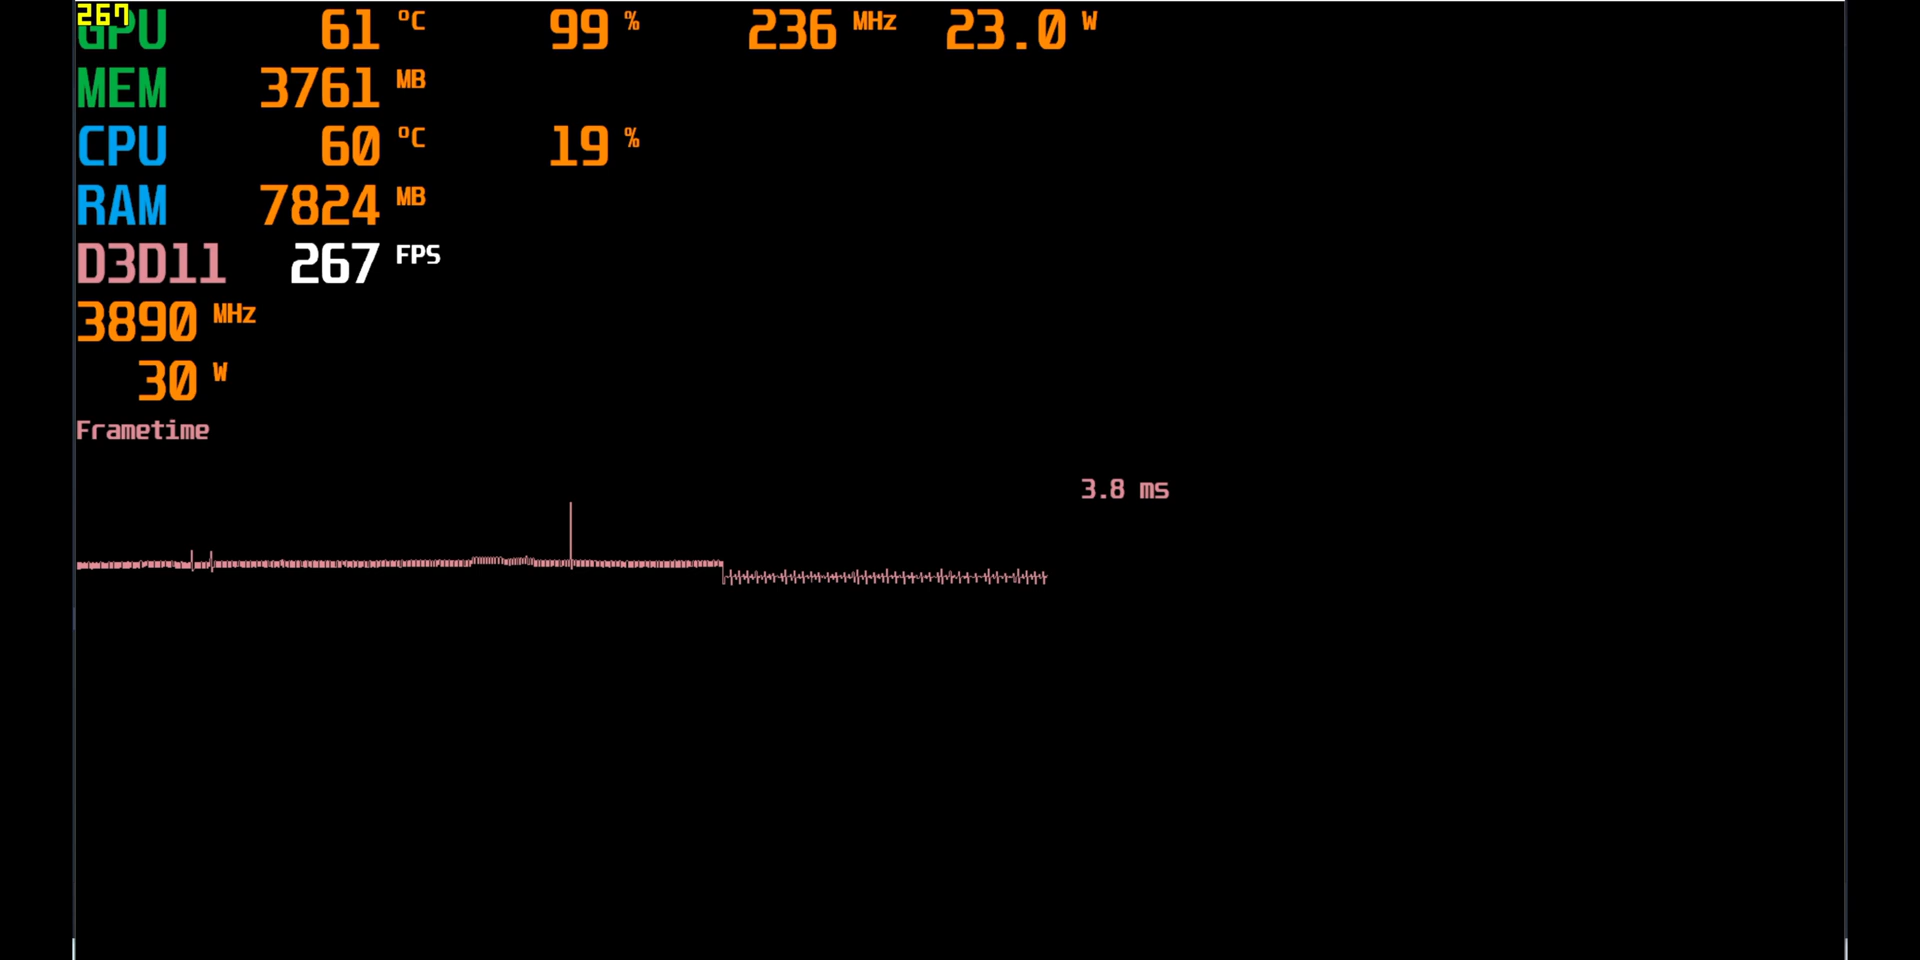 267
GPU 61 °C 99 % 236 MHz 23.0 W
MEM 3761 MB
CPU 60 °C 19 %
RAM 7824 MB
D3D11 267 FPS
3890 MHz
30 W
Frametime
3.8 ms